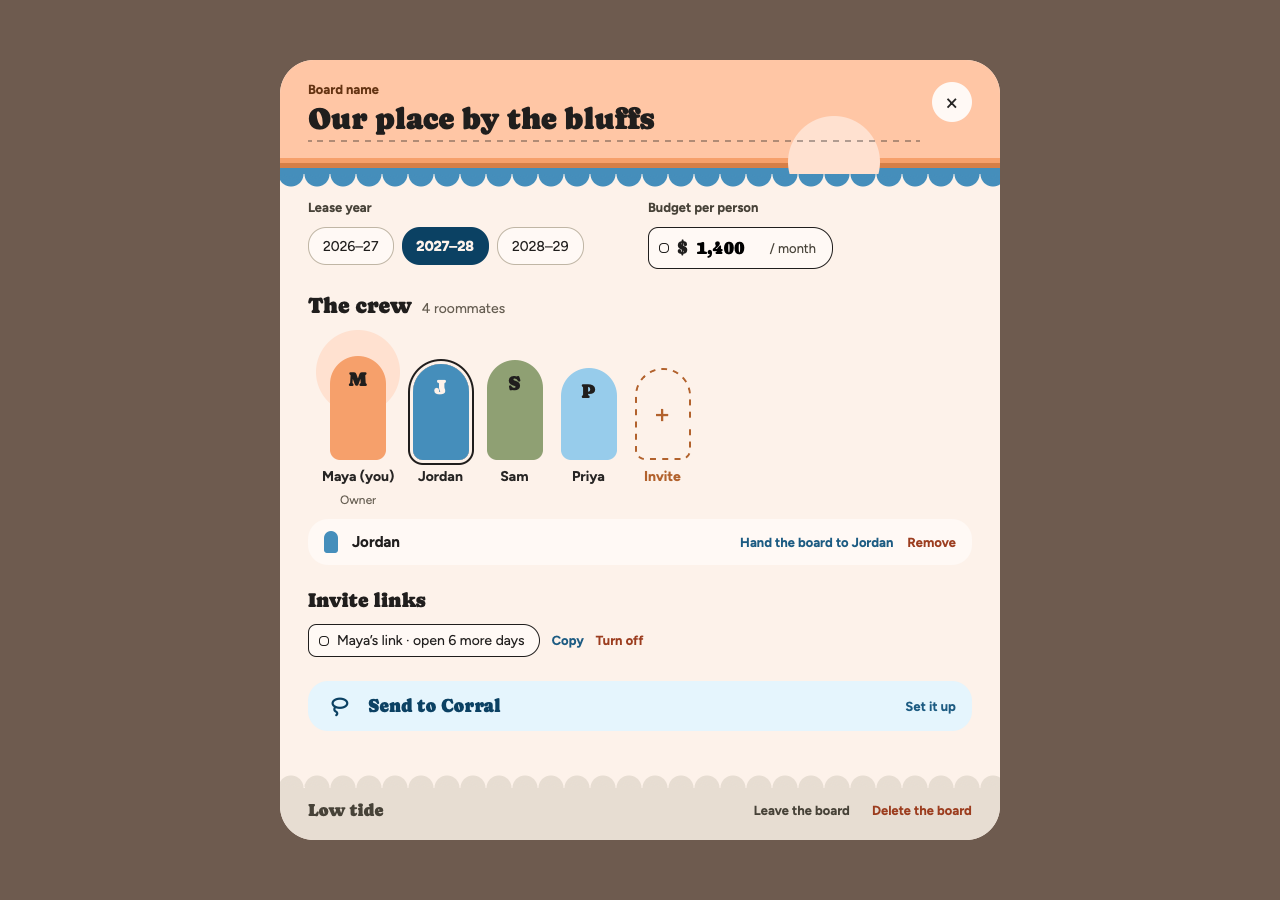 Board name
Our place by the bluffs
×
Lease year
Budget per person
2026–27 2027–28 2028–29
$ 1,400 / month
The crew 4 roommates
M J S P +
Maya (you) Jordan Sam Priya Invite
Owner
Jordan Hand the board to Jordan Remove
Invite links
Maya’s link · open 6 more days Copy Turn off
Send to Corral Set it up
Low tide Leave the board Delete the board